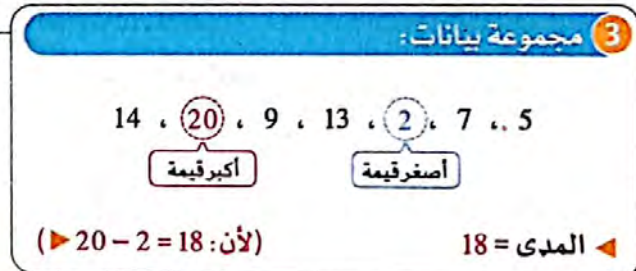 3 مجموعة بيانات:
5 ، 7 ، 2 ، 13 ، 9 ، 20 ، 14
أصغر قيمة أكبر قيمة
المدى = 18 (لأن: 18 = 2 − 20)